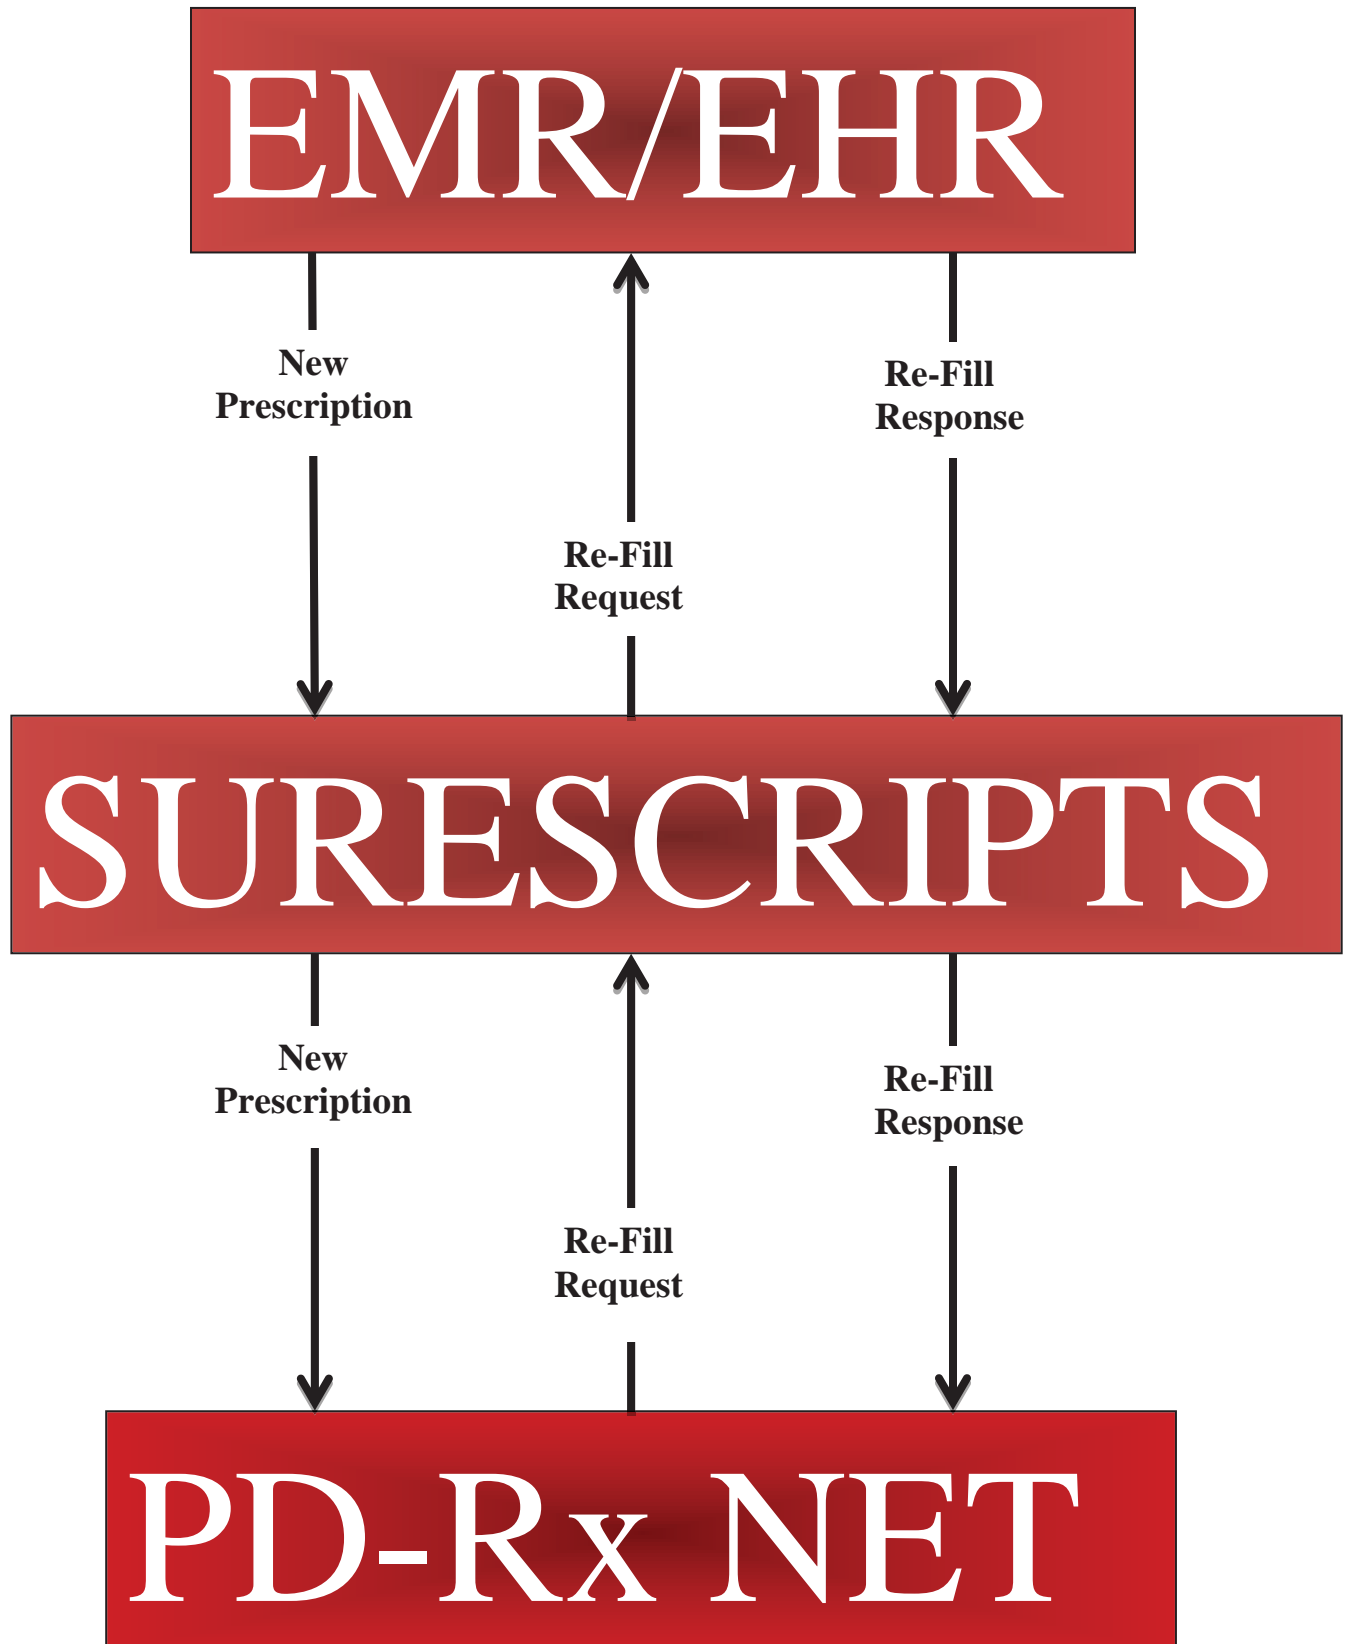 EMR/EHR
New
Prescription
Re-Fill
Response
Re-Fill
Request
SURESCRIPTS
New
Prescription
Re-Fill
Response
Re-Fill
Request
PD-Rx NET